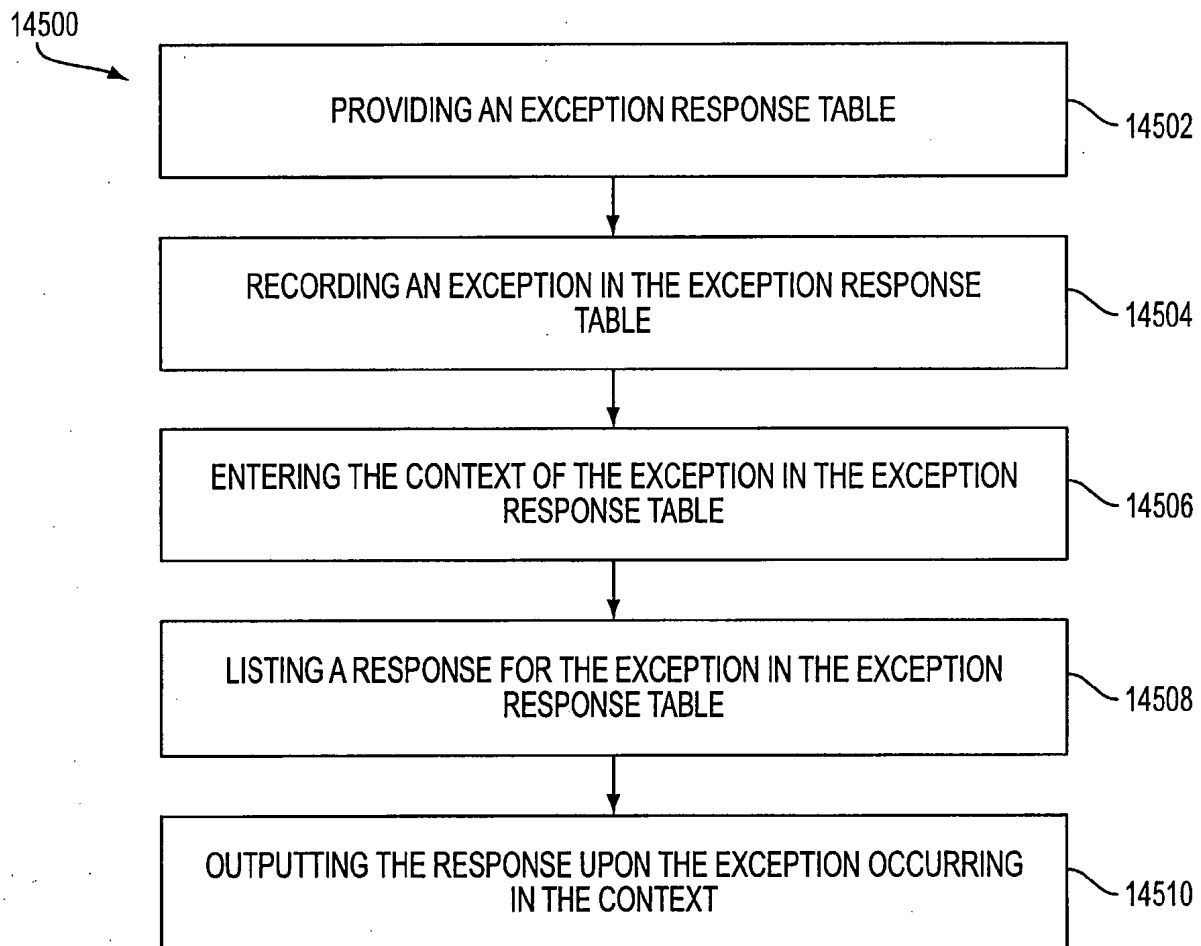 14500
PROVIDING AN EXCEPTION RESPONSE TABLE
14502
RECORDING AN EXCEPTION IN THE EXCEPTION RESPONSE
TABLE
14504
ENTERING THE CONTEXT OF THE EXCEPTION IN THE EXCEPTION
RESPONSE TABLE
14506
LISTING A RESPONSE FOR THE EXCEPTION IN THE EXCEPTION
RESPONSE TABLE
14508
OUTPUTTING THE RESPONSE UPON THE EXCEPTION OCCURRING
IN THE CONTEXT
14510